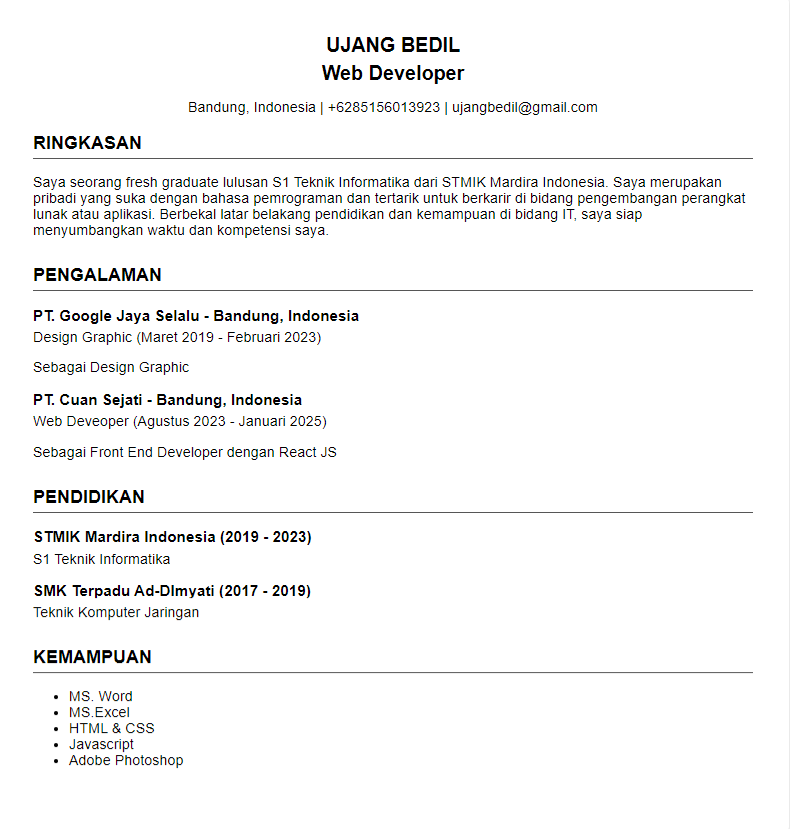 UJANG BEDIL
Web Developer
Bandung, Indonesia | +6285156013923 | ujangbedil@gmail.com
RINGKASAN
Saya seorang fresh graduate lulusan S1 Teknik Informatika dari STMIK Mardira Indonesia. Saya merupakan
pribadi yang suka dengan bahasa pemrograman dan tertarik untuk berkarir di bidang pengembangan perangkat
lunak atau aplikasi. Berbekal latar belakang pendidikan dan kemampuan di bidang IT, saya siap
menyumbangkan waktu dan kompetensi saya.
PENGALAMAN
PT. Google Jaya Selalu - Bandung, Indonesia
Design Graphic (Maret 2019 - Februari 2023)
Sebagai Design Graphic
PT. Cuan Sejati - Bandung, Indonesia
Web Deveoper (Agustus 2023 - Januari 2025)
Sebagai Front End Developer dengan React JS
PENDIDIKAN
STMIK Mardira Indonesia (2019 - 2023)
S1 Teknik Informatika
SMK Terpadu Ad-DImyati (2017 - 2019)
Teknik Komputer Jaringan
KEMAMPUAN
• MS. Word
• MS.Excel
• HTML & CSS
• Javascript
• Adobe Photoshop